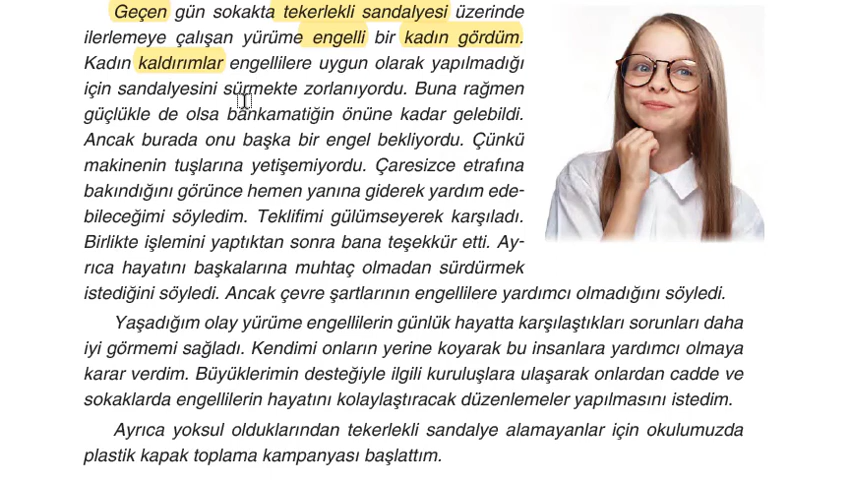 Geçen gün sokakta tekerlekli sandalyesi üzerinde
ilerlemeye çalışan yürüme engelli bir kadın gördüm.
Kadın kaldırımlar engellilere uygun olarak yapılmadığı
için sandalyesini sürmekte zorlanıyordu. Buna rağmen
güçlükle de olsa bankamatiğin önüne kadar gelebildi.
Ancak burada onu başka bir engel bekliyordu. Çünkü
makinenin tuşlarına yetişemiyordu. Çaresizce etrafına
bakındığını görünce hemen yanına giderek yardım ede-
bileceğimi söyledim. Teklifimi gülümseyerek karşıladı.
Birlikte işlemini yaptıktan sonra bana teşekkür etti. Ay-
rıca hayatını başkalarına muhtaç olmadan sürdürmek
istediğini söyledi. Ancak çevre şartlarının engellilere yardımcı olmadığını söyledi.
Yaşadığım olay yürüme engellilerin günlük hayatta karşılaştıkları sorunları daha
iyi görmemi sağladı. Kendimi onların yerine koyarak bu insanlara yardımcı olmaya
karar verdim. Büyüklerimin desteğiyle ilgili kuruluşlara ulaşarak onlardan cadde ve
sokaklarda engellilerin hayatını kolaylaştıracak düzenlemeler yapılmasını istedim.
Ayrıca yoksul olduklarından tekerlekli sandalye alamayanlar için okulumuzda
plastik kapak toplama kampanyası başlattım.